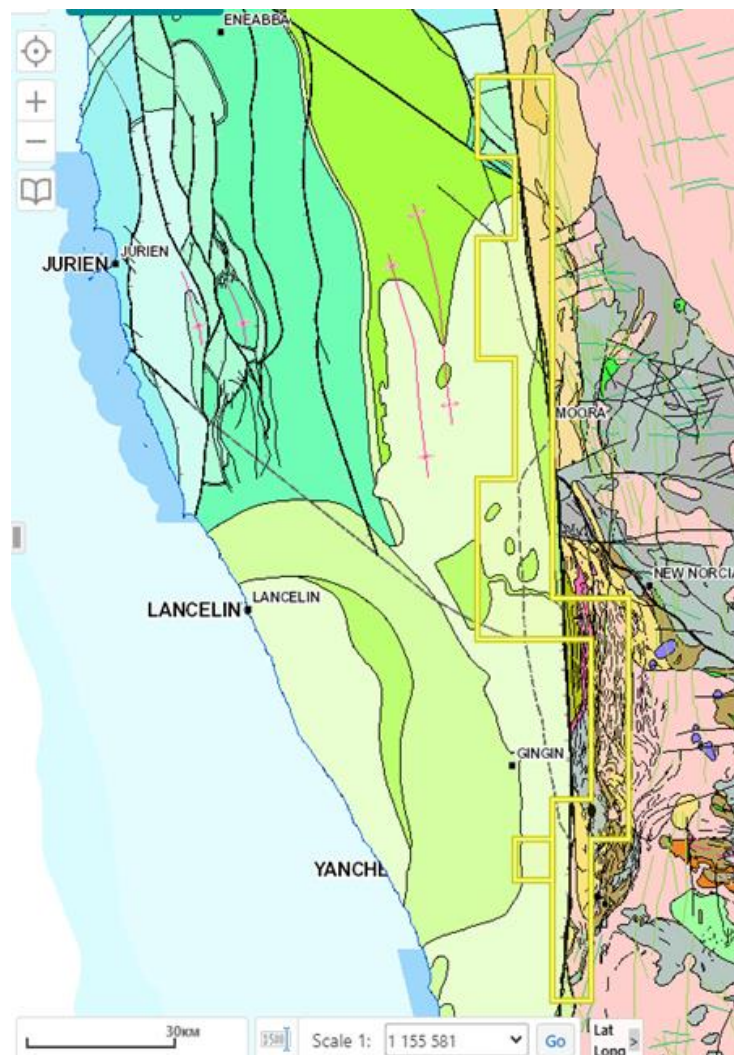 ENEABBA
JURIEN
JURIEN
MOORA
NEW NORCIA
LANCELIN
LANCELIN
GINGIN
YANCHE
30KM
Scale 1:
1 155 581
Go
Lat
Long
>